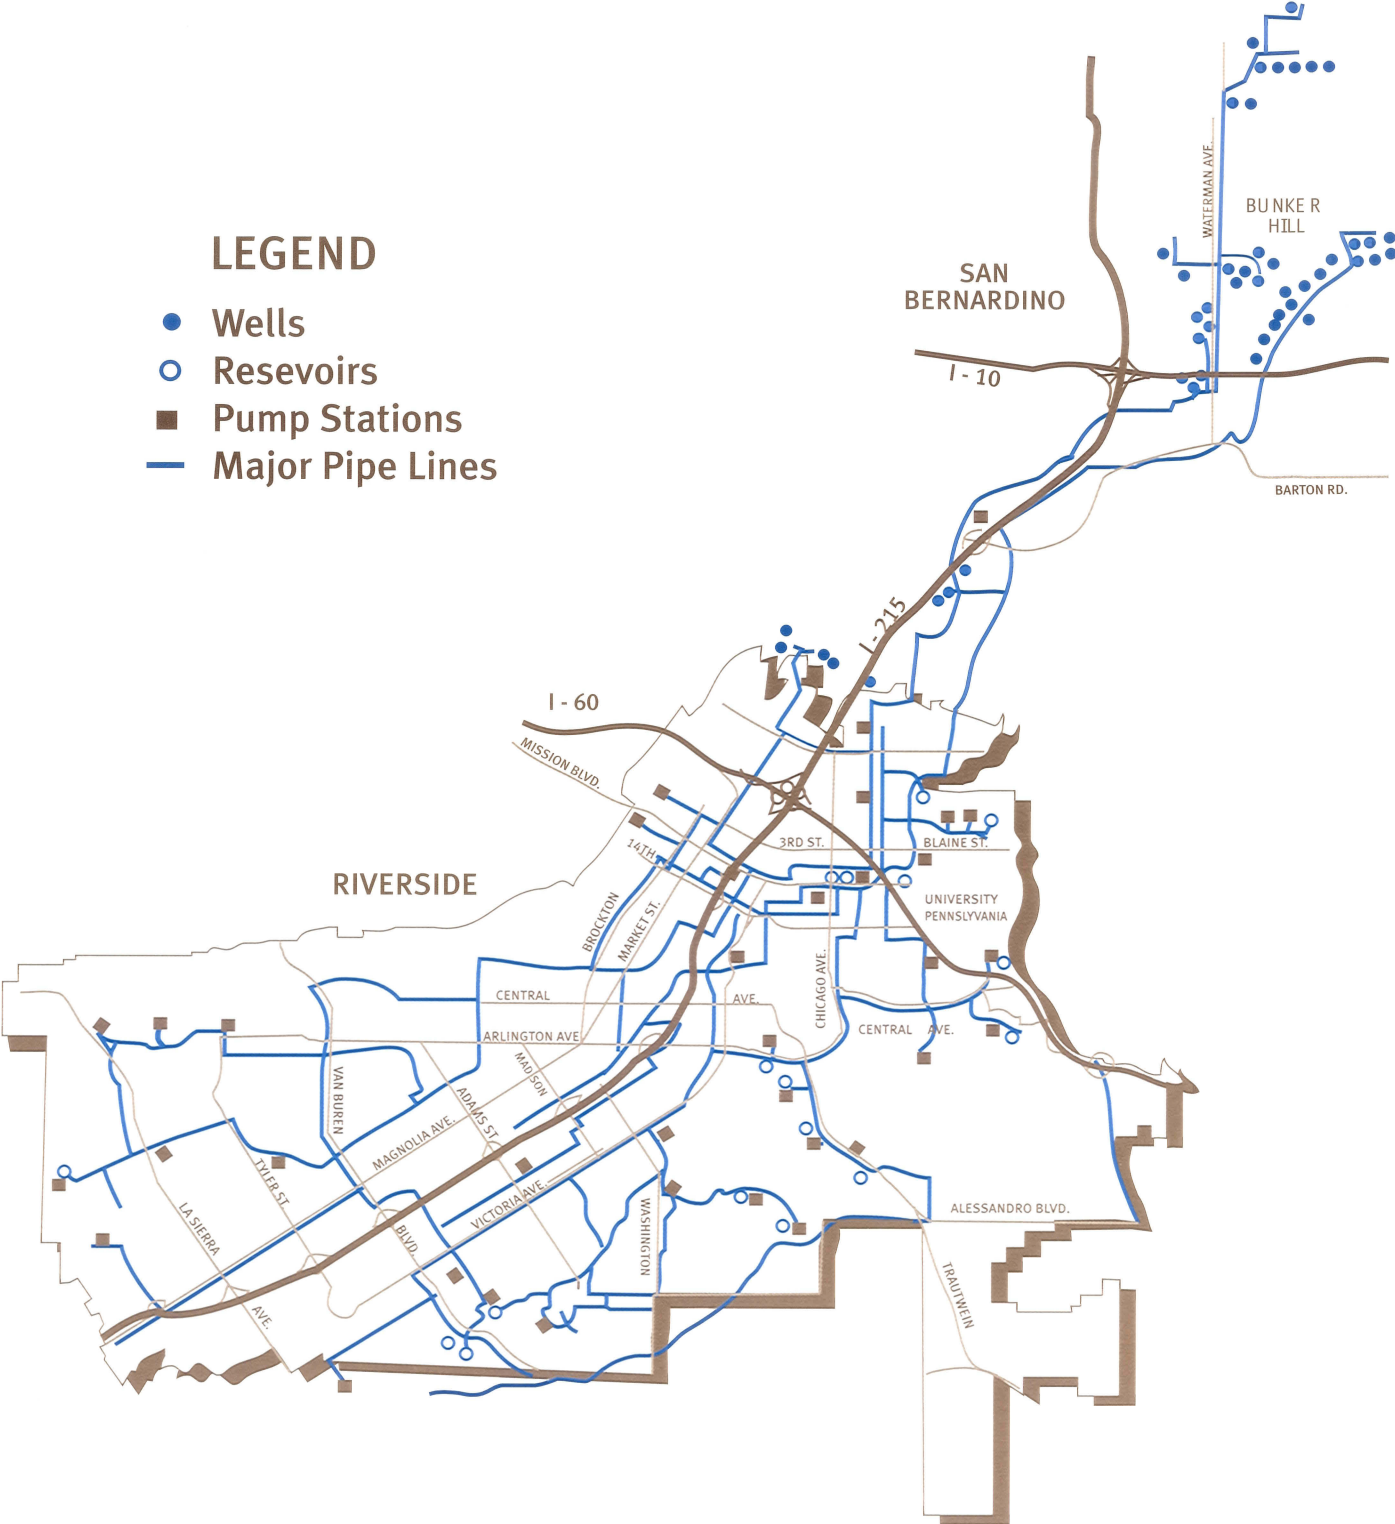 WATERMAN AVE.
BUNKER
HILL
LEGEND
Wells
Resevoirs
Pump Stations
Major Pipe Lines
SAN
BERNARDINO
I - 10
BARTON RD.
I - 215
I - 60
MISSION BLVD.
3RD ST.
BLAINE ST.
14TH
RIVERSIDE
BROCKTON
MARKET ST.
UNIVERSITY
PENNSLYVANIA
CHICAGO AVE.
CENTRAL
AVE.
CENTRAL AVE.
ARLINGTON AVE
MADISON
VAN BUREN
ADAMS ST
MAGNOLIA AVE.
TYLER ST.
LA SIERRA
AVE.
VICTORIA AVE.
BLVD.
WASHINGTON
ALESSANDRO BLVD.
TRAUTWEIN